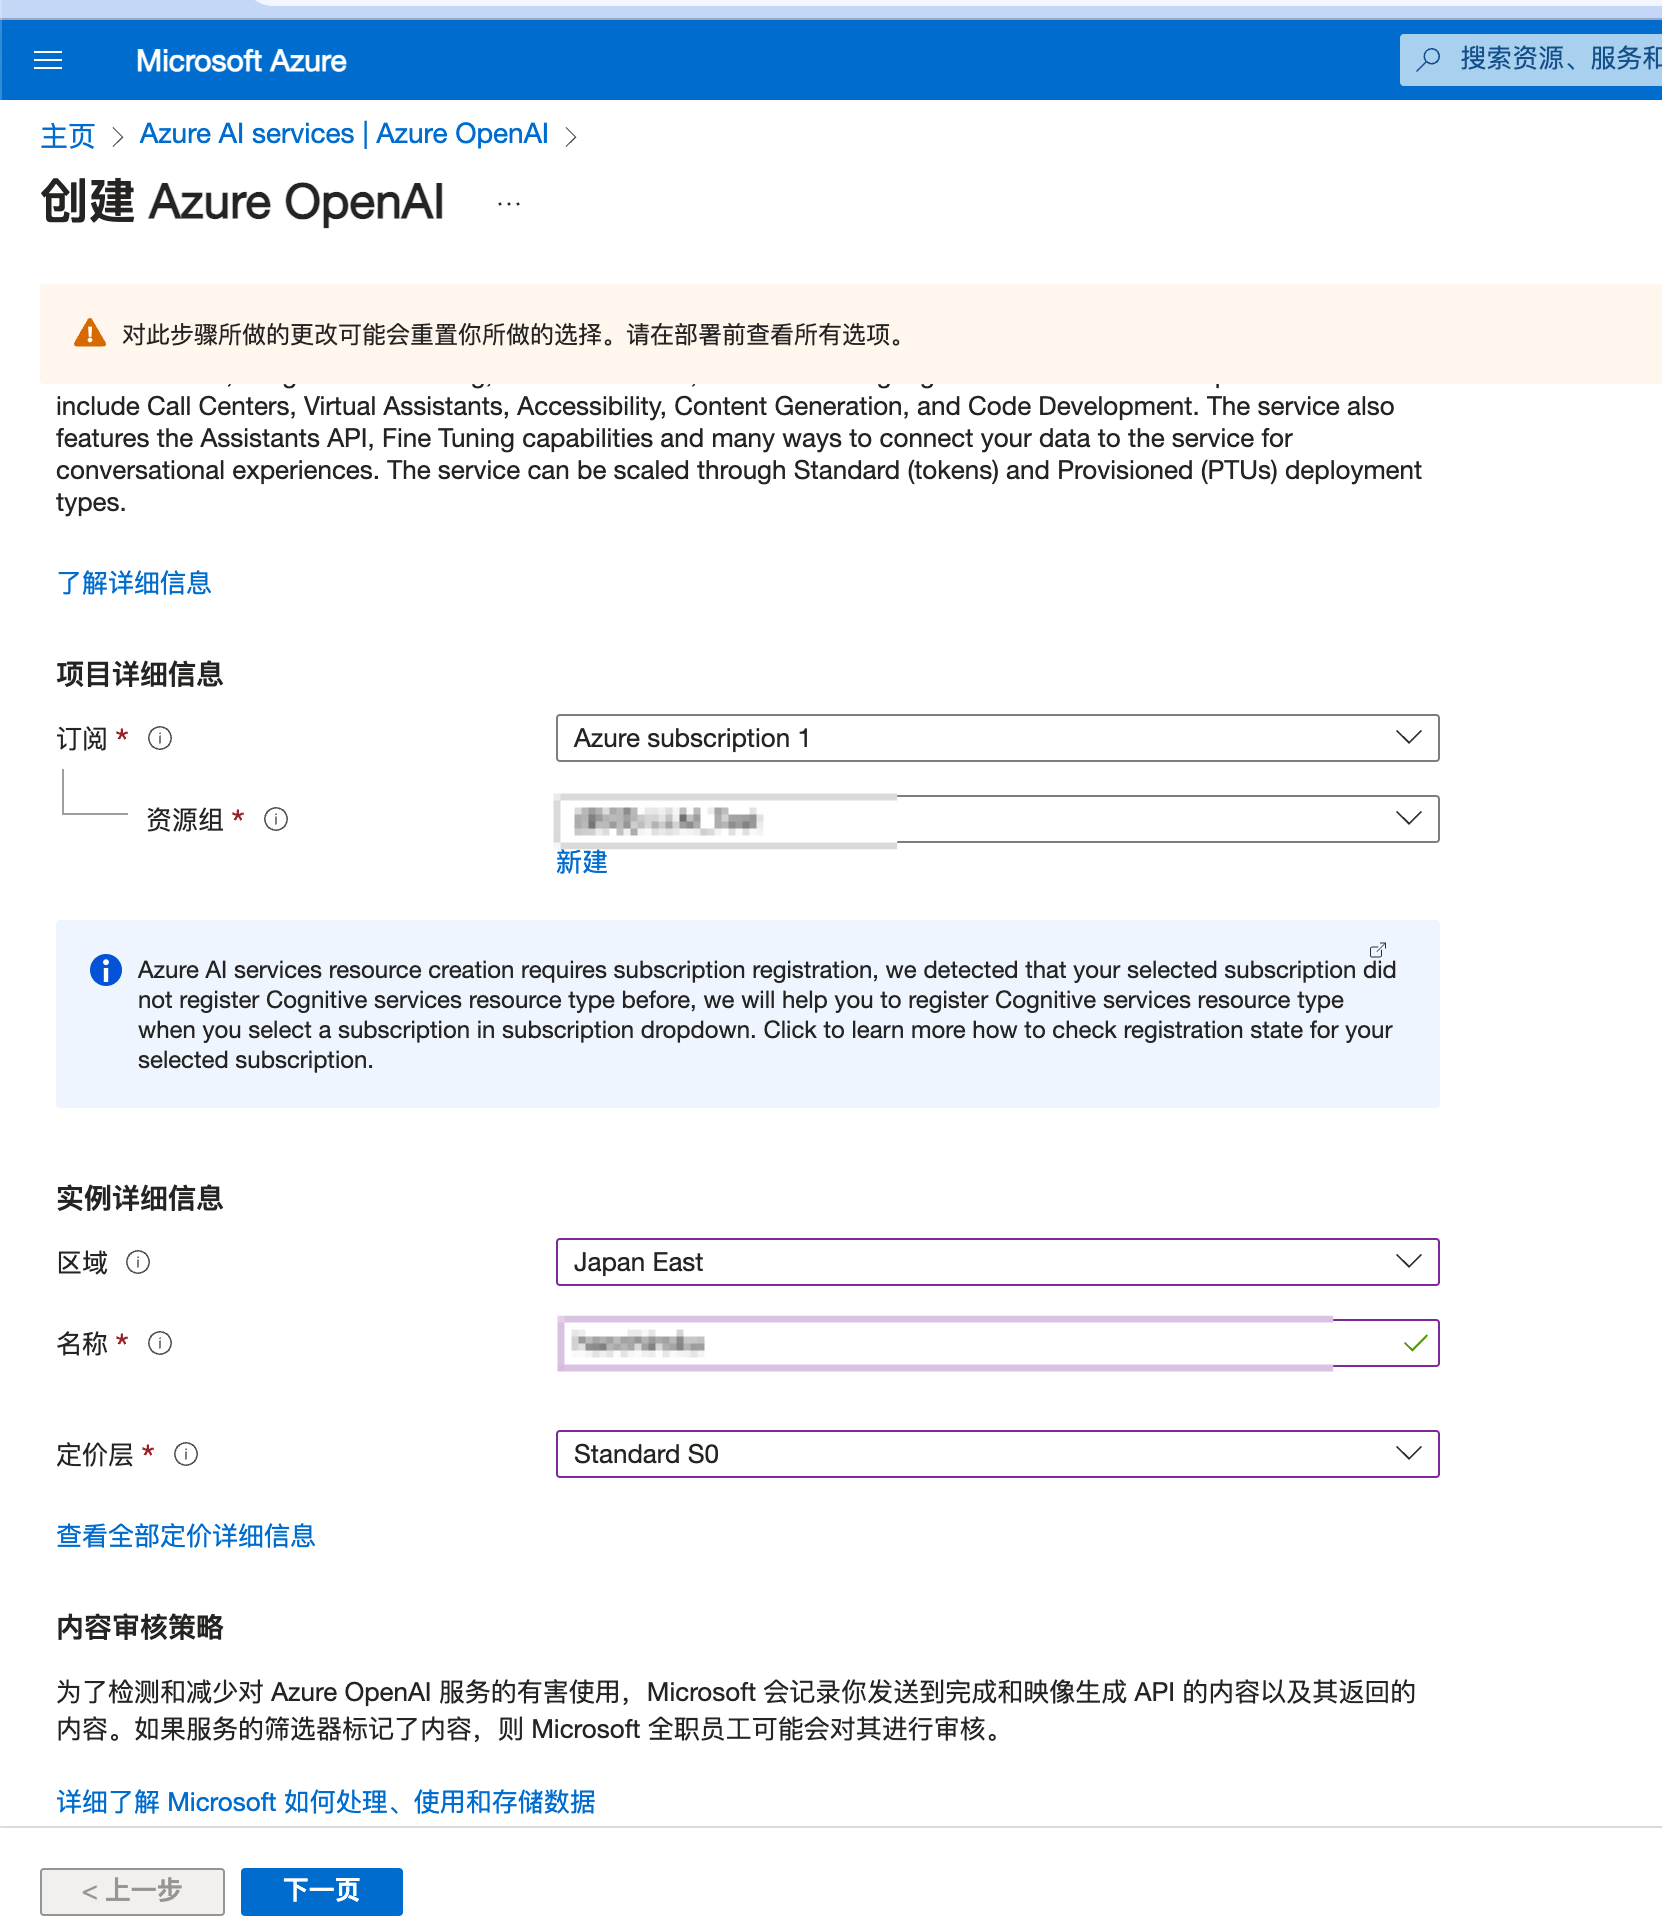 Microsoft Azure
搜索资源、服务和
主页 > Azure AI services | Azure OpenAI >
创建 Azure OpenAI ...
对此步骤所做的更改可能会重置你所做的选择。请在部署前查看所有选项。
include Call Centers, Virtual Assistants, Accessibility, Content Generation, and Code Development. The service also
features the Assistants API, Fine Tuning capabilities and many ways to connect your data to the service for
conversational experiences. The service can be scaled through Standard (tokens) and Provisioned (PTUs) deployment
types.
了解详细信息
项目详细信息
订阅 *
Azure subscription 1
资源组 *
新建
Azure AI services resource creation requires subscription registration, we detected that your selected subscription did
not register Cognitive services resource type before, we will help you to register Cognitive services resource type
when you select a subscription in subscription dropdown. Click to learn more how to check registration state for your
selected subscription.
实例详细信息
区域
Japan East
名称 *
定价层 *
Standard S0
查看全部定价详细信息
内容审核策略
为了检测和减少对 Azure OpenAI 服务的有害使用，Microsoft 会记录你发送到完成和映像生成 API 的内容以及其返回的
内容。如果服务的筛选器标记了内容，则 Microsoft 全职员工可能会对其进行审核。
详细了解 Microsoft 如何处理、使用和存储数据
< 上一步
下一页